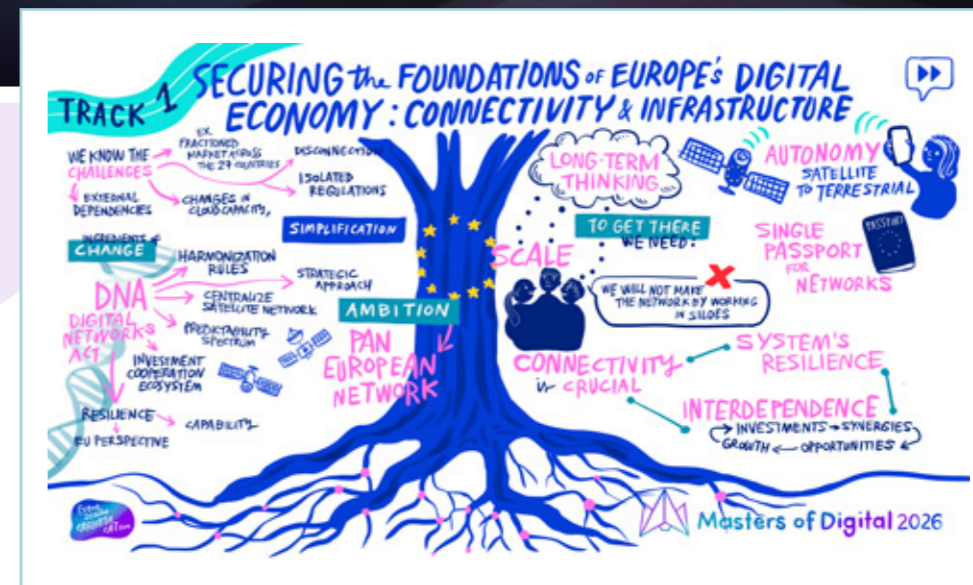 TRACK 1
SECURING the FOUNDATIONS of EUROPE's DIGITAL
ECONOMY: CONNECTIVITY & INFRASTRUCTURE
WE KNOW THE
CHALLENGES
EX
FRACTIONED
MARKET ACROSS
THE 27 COUNTRIES
DISCONNECTION
ISOLATED
REGULATIONS
EXTERNAL
DEPENDENCIES
CHANGES IN
CLOUD CAPACITY,
SIMPLIFICATION
INGREDIENTS of
CHANGE
DNA
DIGITAL
NETWORKS
ACT
HARMONIZATION
RULES
STRATEGIC
APPROACH
CENTRALIZE
SATELLITE NETWORK
PREDICTABILITY
SPECTRUM
INVESTMENT
COOPERATION
ECOSYSTEM
RESILIENCE
CAPABILITY
EU PERSPECTIVE
AMBITION
PAN
EUROPEAN
NETWORK
LONG-TERM
THINKING
TO GET THERE
WE NEED:
SCALE
WE WILL NOT MAKE
THE NETWORK BY WORKING
IN SILOES
AUTONOMY
SATELLITE
TO TERRESTRIAL
SINGLE
PASSPORT
FOR
NETWORKS
PASSPORT
CONNECTIVITY
is CRUCIAL
SYSTEM'S
RESILIENCE
INTERDEPENDENCE
INVESTMENTS → SYNERGIES
GROWTH ← OPPORTUNITIES
Masters of Digital 2026